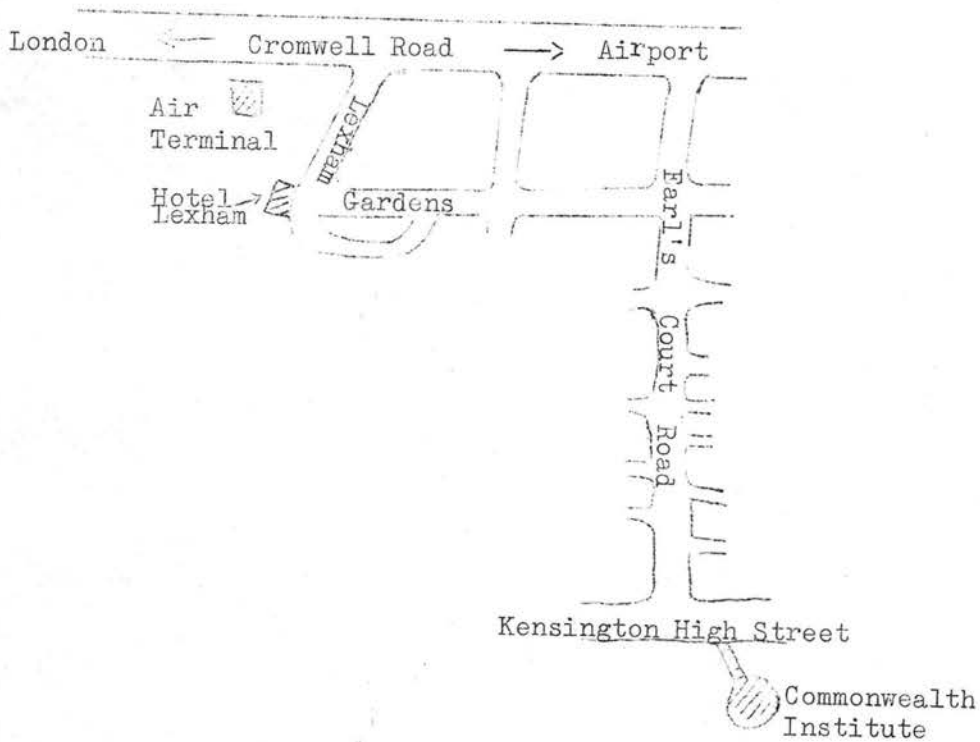 London Cromwell Road Airport
Air
Terminal
Lexham
Hotel
Lexham
Gardens
Earl's
Court
Road
Kensington High Street
Commonwealth
Institute